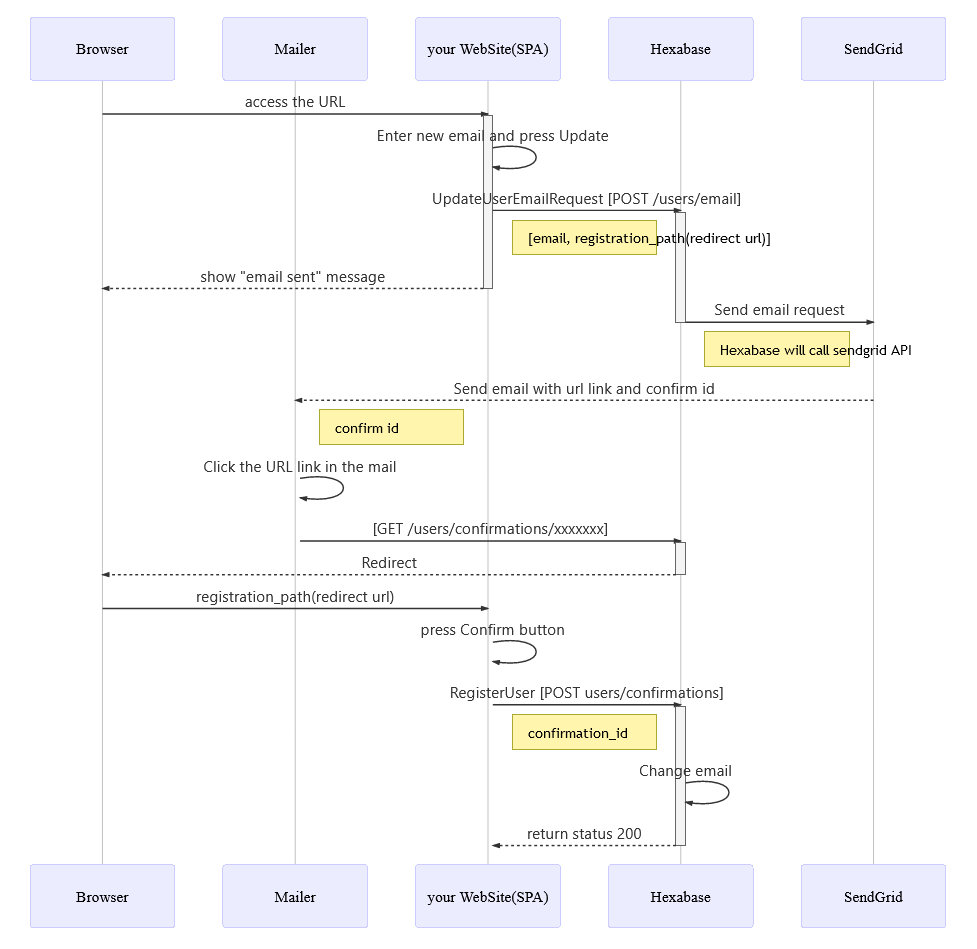 Browser
Mailer
your WebSite(SPA)
Hexabase
SendGrid
access the URL
Enter new email and press Update
UpdateUserEmailRequest [POST /users/email]
[email, registration_path(redirect url)]
show "email sent" message
Send email request
Hexabase will call sendgrid API
Send email with url link and confirm id
confirm id
Click the URL link in the mail
[GET /users/confirmations/xxxxxxx]
Redirect
registration_path(redirect url)
press Confirm button
RegisterUser [POST users/confirmations]
confirmation_id
Change email
return status 200
Browser
Mailer
your WebSite(SPA)
Hexabase
SendGrid